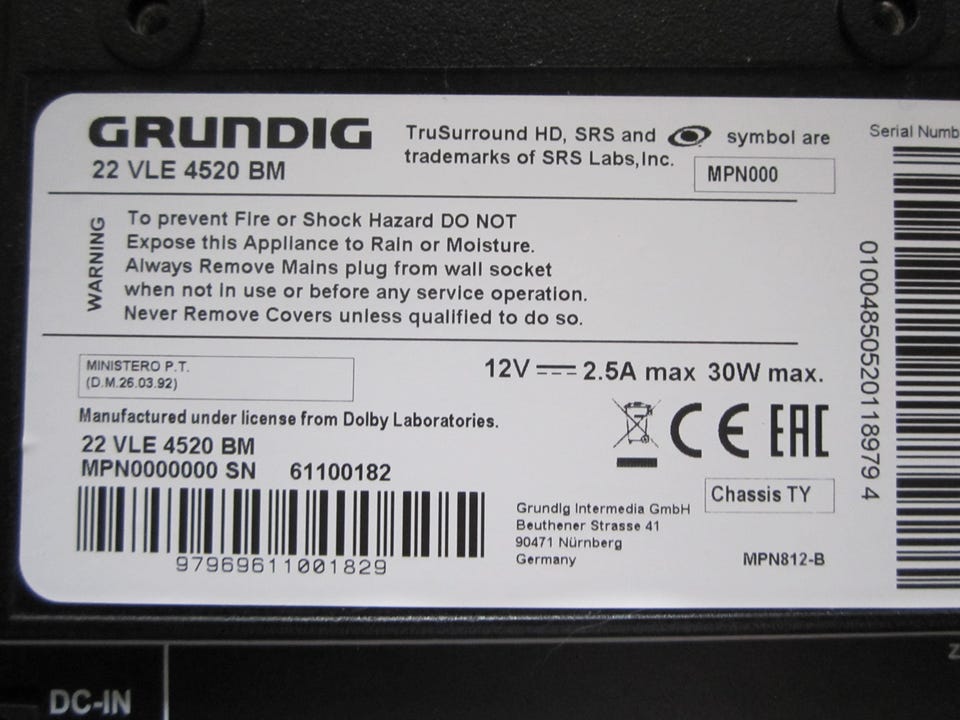 GRUNDIG
22 VLE 4520 BM
TruSurround HD, SRS and symbol are
trademarks of SRS Labs,Inc.
MPN000
Serial Numb
WARNING
To prevent Fire or Shock Hazard DO NOT
Expose this Appliance to Rain or Moisture.
Always Remove Mains plug from wall socket
when not in use or before any service operation.
Never Remove Covers unless qualified to do so.
MINISTERO P.T.
(D.M.26.03.92)
12V 2.5A max 30W max.
Manufactured under license from Dolby Laboratories.
22 VLE 4520 BM
MPN0000000 SN 61100182
97969611001829
CE EAC
Grundig Intermedia GmbH
Beuthener Strasse 41
90471 Nürnberg
Germany
Chassis TY
MPN812-B
01004850520118979 4
DC-IN